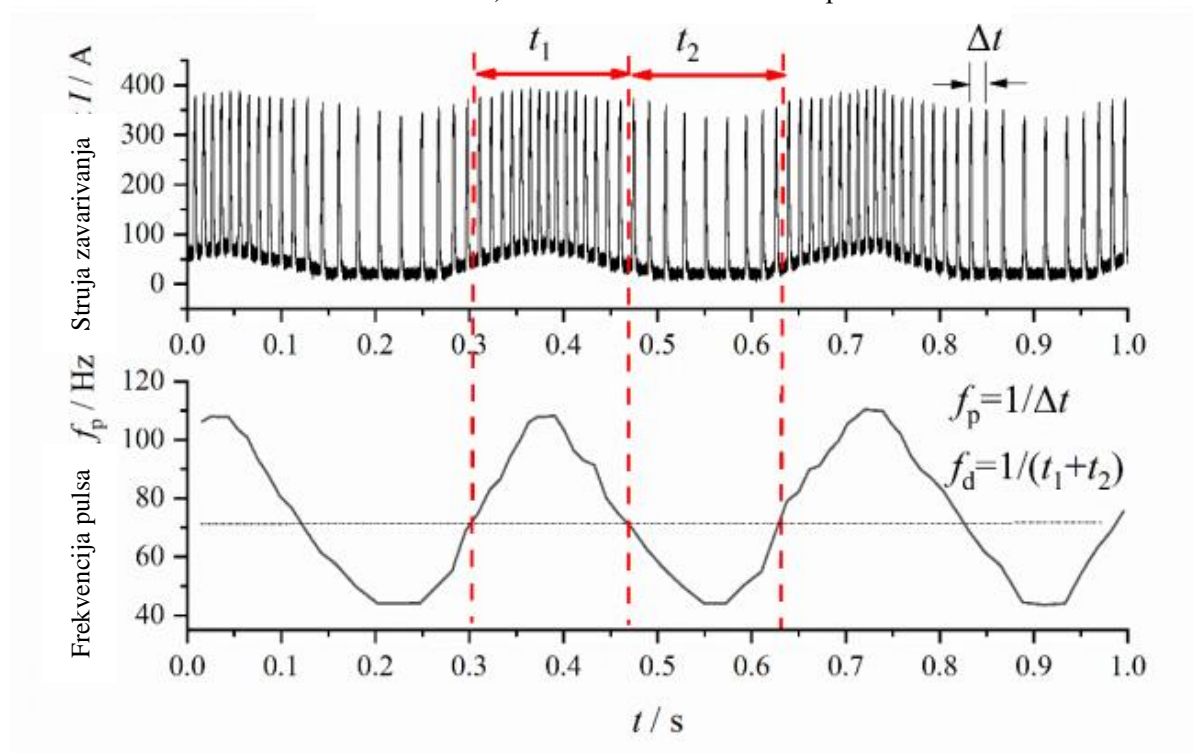 t₁ t₂ Δt
Struja zavarivanja : I / A
400
300
200
100
0
0.0 0.1 0.2 0.3 0.4 0.5 0.6 0.7 0.8 0.9 1.0
Frekvencija pulsa fₚ / Hz
120
100
80
60
40
fₚ=1/Δt
f_d=1/(t₁+t₂)
0.0 0.1 0.2 0.3 0.4 0.5 0.6 0.7 0.8 0.9 1.0
t / s